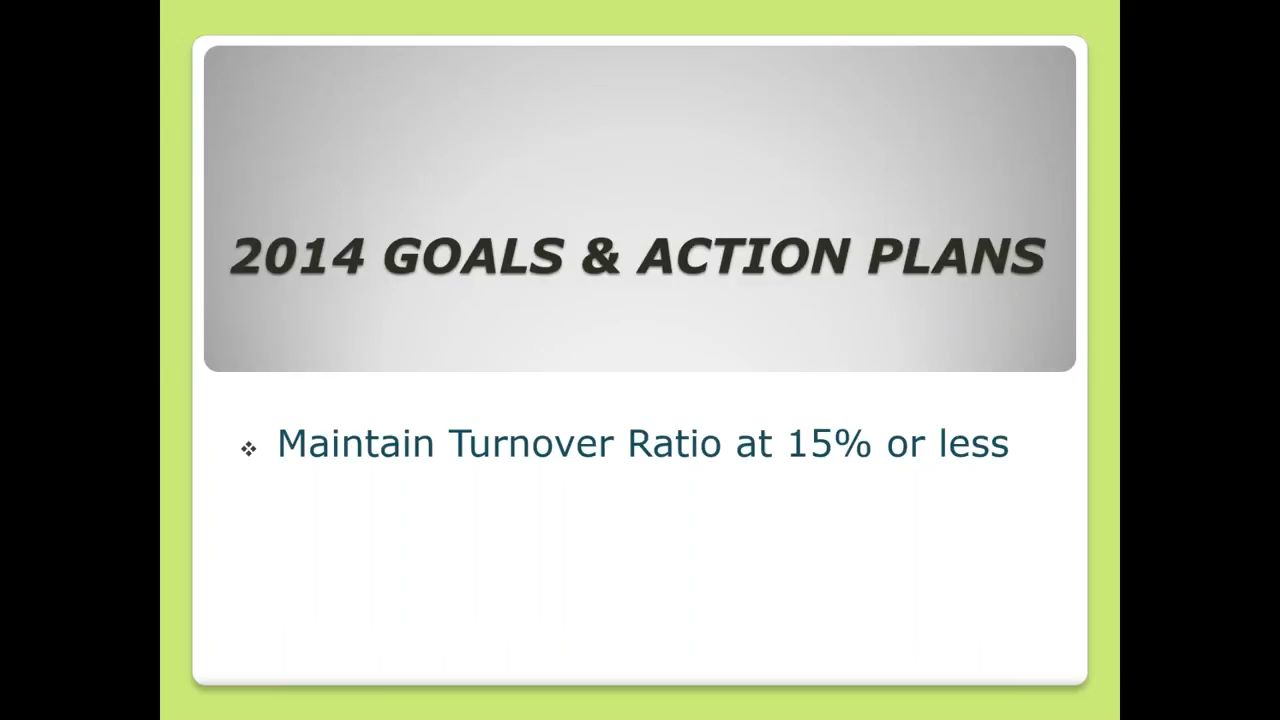 2014 GOALS & ACTION PLANS
❖ Maintain Turnover Ratio at 15% or less